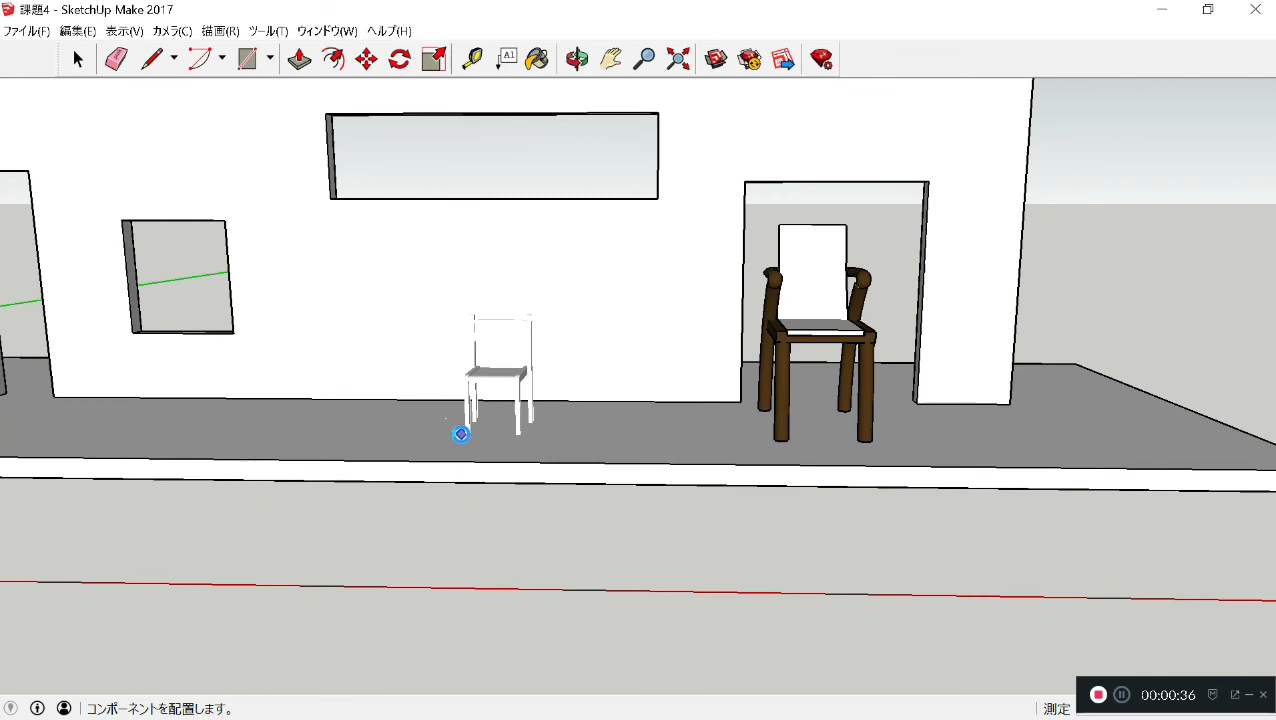 課題4 - SketchUp Make 2017
ファイル(F) 編集(E) 表示(V) カメラ(C) 描画(R) ツール(T) ウィンドウ(W) ヘルプ(H)
A1
コンポーネントを配置します。
測定
00:00:36